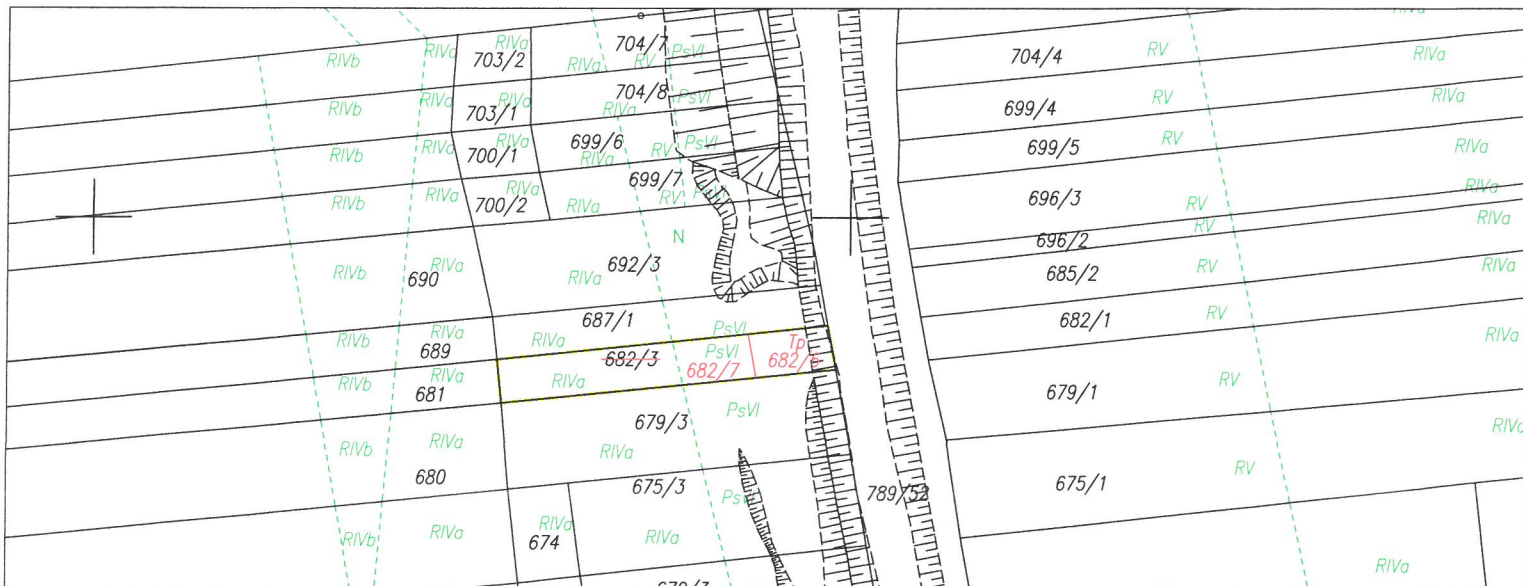 RIVb RIVa 703/2 RIVa 704/7 RIVa RV PsVI 704/4 RV RIVa
RIVb RIVa 703/1 RIVa 704/8 RIVa PsVI 699/4 RV RIVa
RIVb RIVa 700/1 RIVa 699/6 RIVa RV PsVI 699/5 RV RIVa
RIVb RIVa 700/2 RIVa 699/7 RIVa RV PsVI 696/3 RV RIVa
N 696/2 RV RIVa
RIVb RIVa 690 RIVa 692/3 685/2 RV RIVa
687/1 PsVI 682/1 RV
RIVb RIVa 689 RIVa 682/3 PsVI Tp RIVa
682/7 682/6
RIVb RIVa 681 RIVa 679/1 RV
679/3 PsVI RIVa
RIVb RIVa 680 RIVa 675/1 RV
675/3 PsVI 789/52
RIVb RIVa RIVa 674 RIVa RIVa